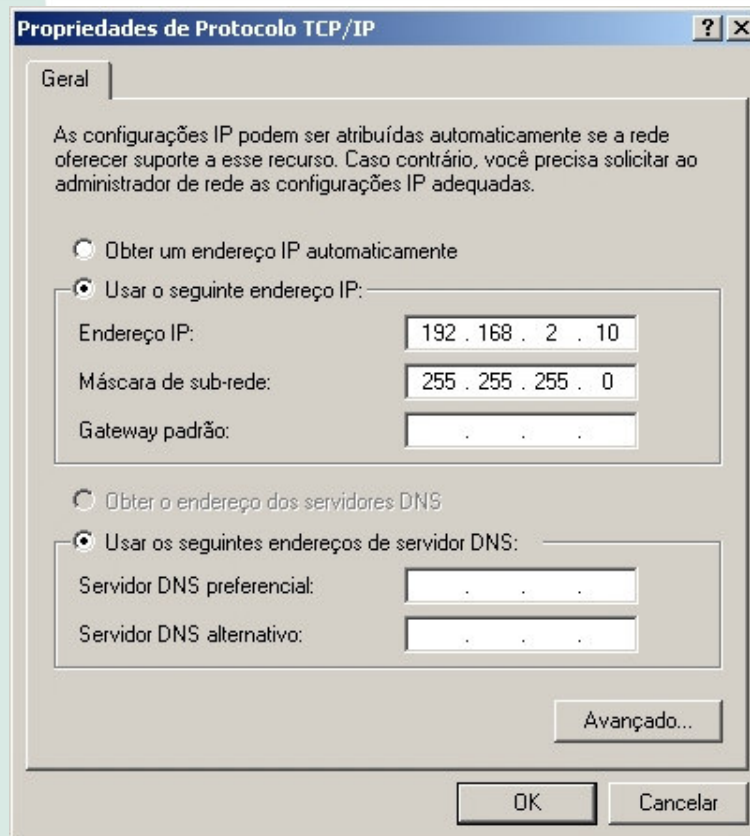 Propriedades de Protocolo TCP/IP
Geral
As configurações IP podem ser atribuídas automaticamente se a rede
oferecer suporte a esse recurso. Caso contrário, você precisa solicitar ao
administrador de rede as configurações IP adequadas.
Obter um endereço IP automaticamente
Usar o seguinte endereço IP:
Endereço IP: 192 . 168 . 2 . 10
Máscara de sub-rede: 255 . 255 . 255 . 0
Gateway padrão: . . .
Obter o endereço dos servidores DNS
Usar os seguintes endereços de servidor DNS:
Servidor DNS preferencial: . . .
Servidor DNS alternativo: . . .
Avançado...
OK Cancelar